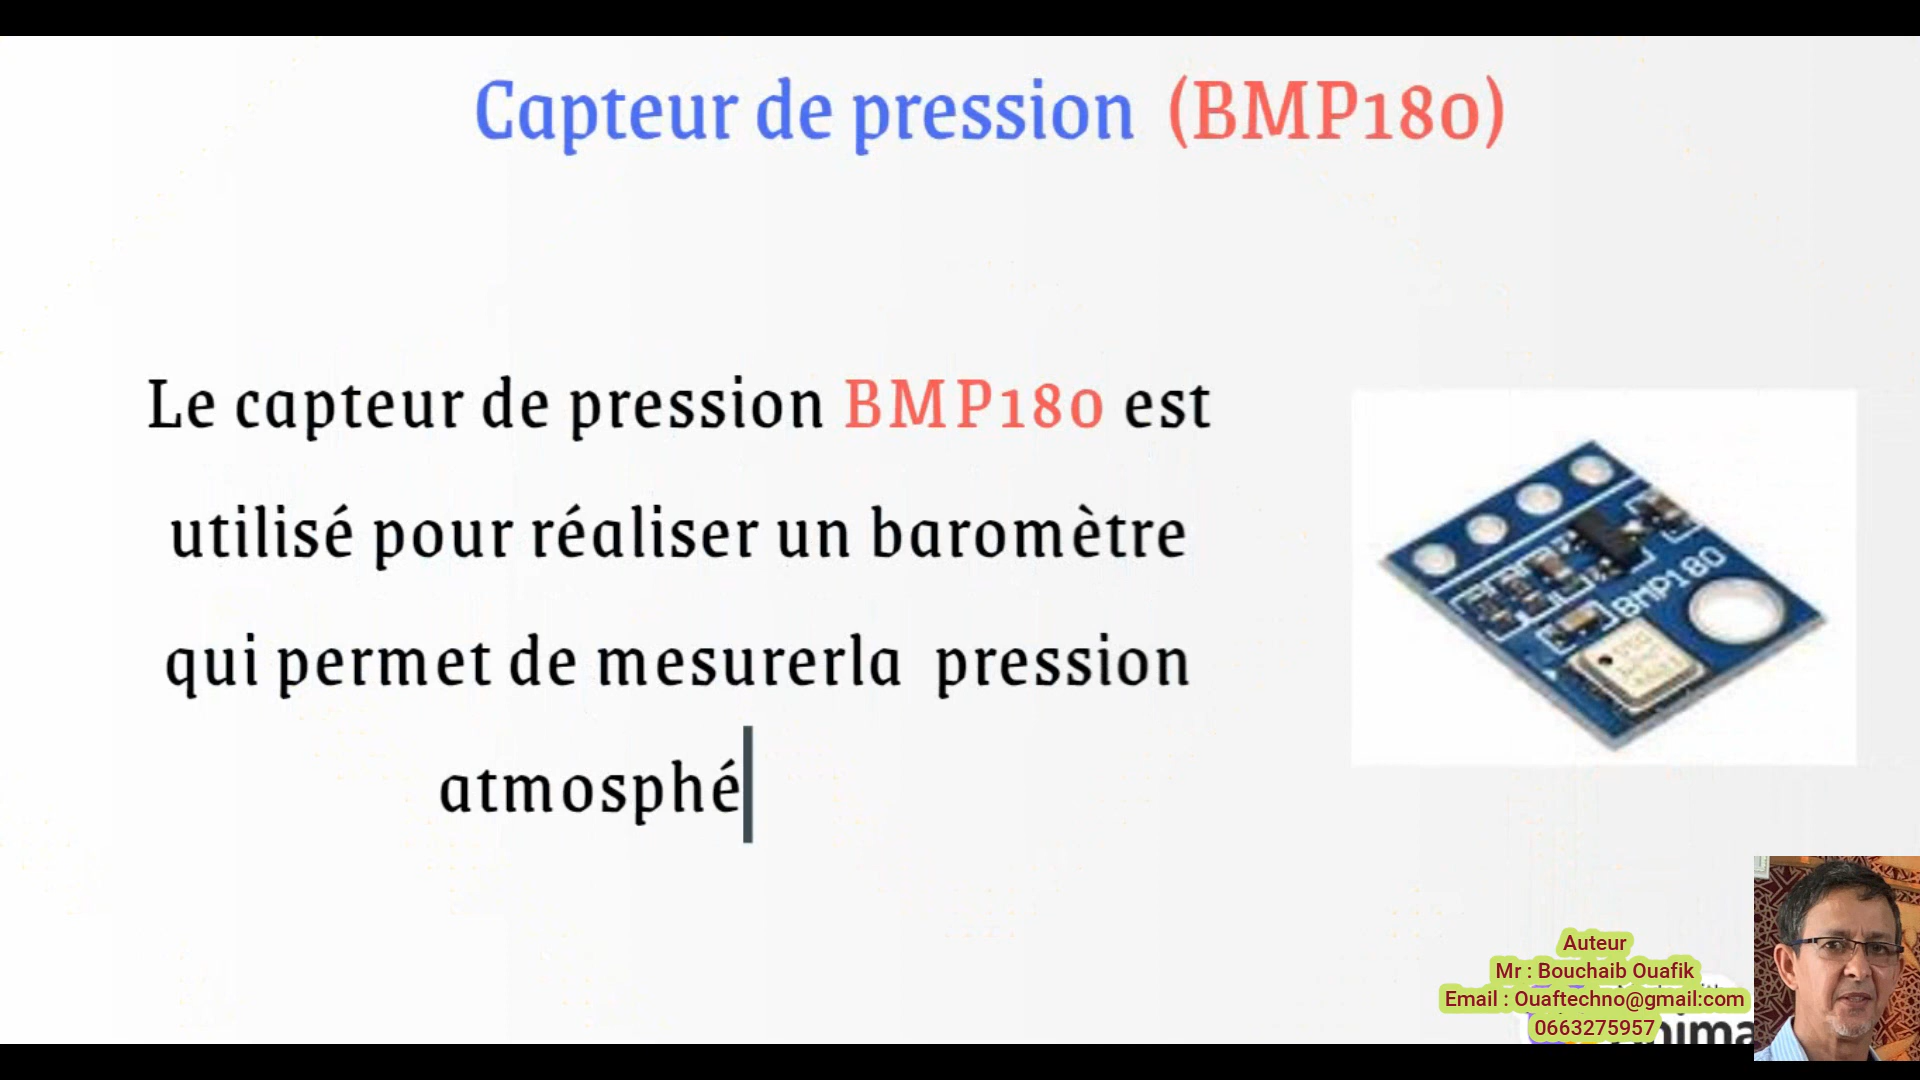 Capteur de pression (BMP180)
Le capteur de pression BMP180 est
utilisé pour réaliser un baromètre
qui permet de mesurerla pression
atmosphé
BMP180
Auteur
Mr : Bouchaib Ouafik
Email : Ouaftechno@gmail:com
0663275957